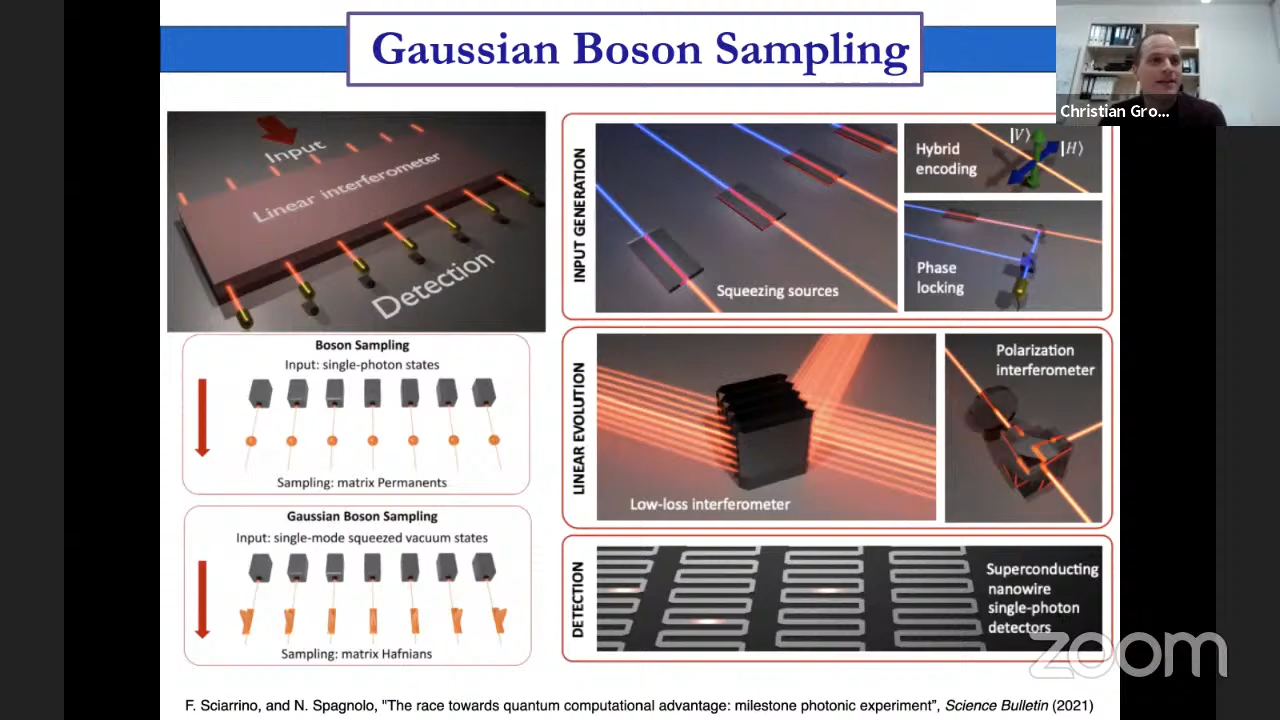 Gaussian Boson Sampling
Christian Gro...
Input
Linear interferometer
Detection
Boson Sampling
Input: single-photon states
Sampling: matrix Permanents
Gaussian Boson Sampling
Input: single-mode squeezed vacuum states
Sampling: matrix Hafnians
INPUT GENERATION
Squeezing sources
Hybrid
encoding
|V⟩
|H⟩
Phase
locking
LINEAR EVOLUTION
Low-loss interferometer
Polarization
interferometer
DETECTION
Superconducting
nanowire
single-photon
detectors
zoom
F. Sciarrino, and N. Spagnolo, "The race towards quantum computational advantage: milestone photonic experiment", Science Bulletin (2021)